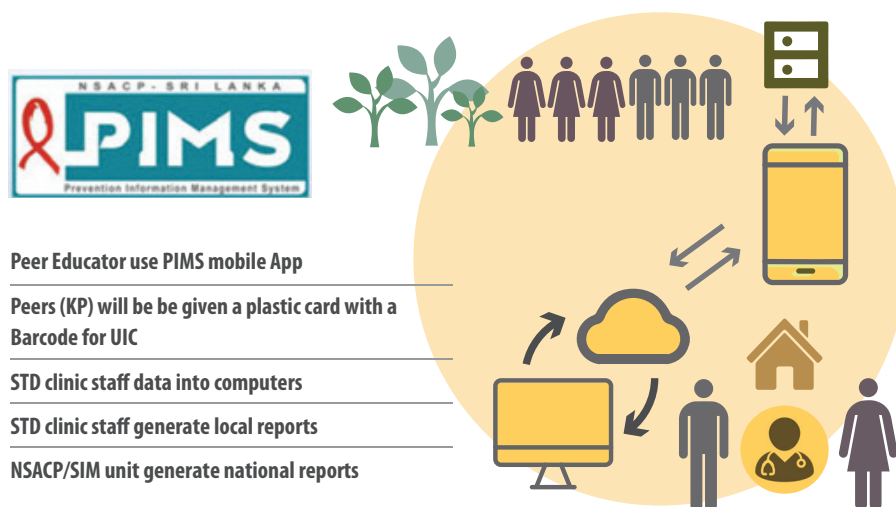 NSACP- SRI LANKA
PIMS
Prevention Information Management System
Peer Educator use PIMS mobile App
Peers (KP) will be be given a plastic card with a
Barcode for UIC
STD clinic staff data into computers
STD clinic staff generate local reports
NSACP/SIM unit generate national reports